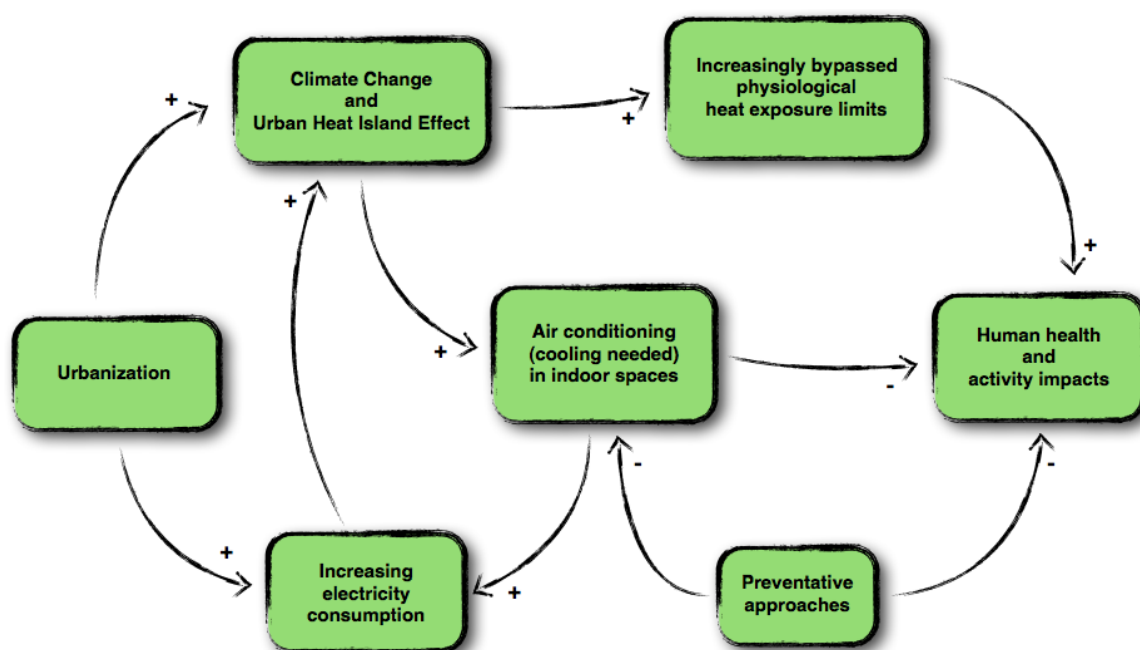 Climate Change
and
Urban Heat Island Effect
Increasingly bypassed
physiological
heat exposure limits
+
+
+
+
Urbanization
Air conditioning
(cooling needed)
in indoor spaces
Human health
and
activity impacts
+
-
-
-
+
+
Increasing
electricity
consumption
Preventative
approaches